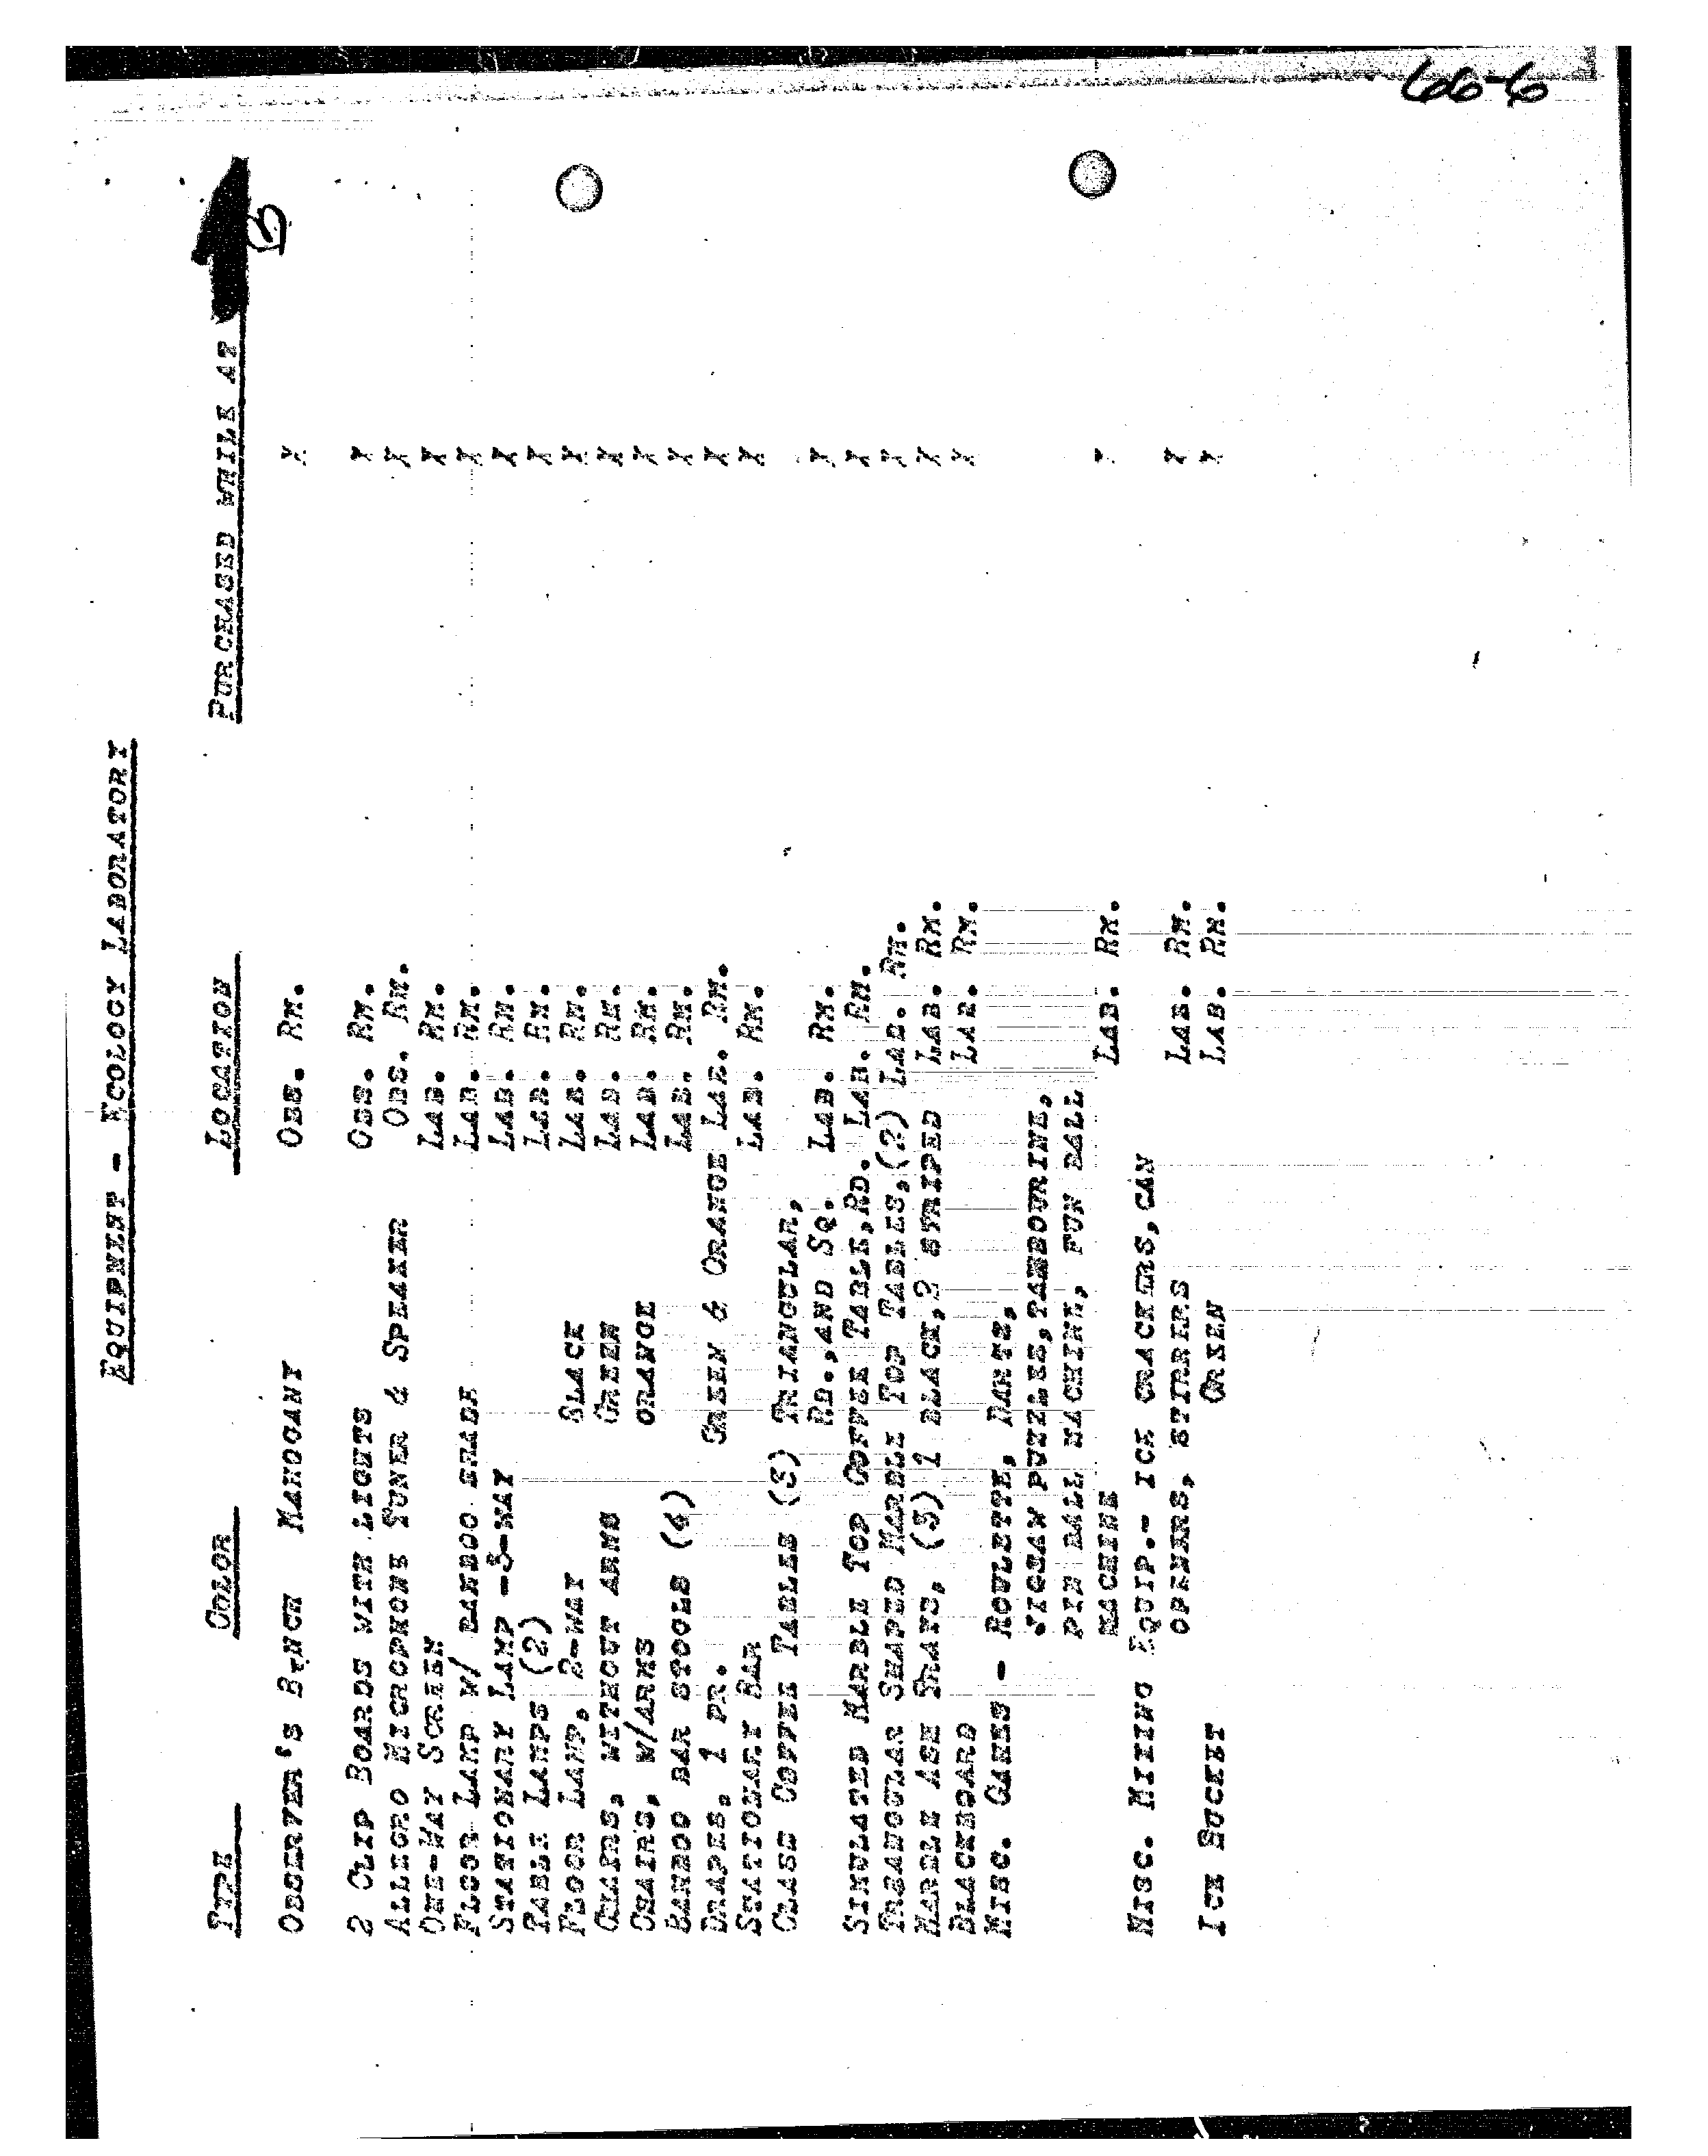 66-6
EQUIPMENT - ECOLOGY LABORATORY
TYPE COLOR LOCATION PURCHASED WHILE AT
B
OBSERVER'S BENCH MAHOGANY OBS. RM. X
2 CLIP BOARDS WITH LIGHTS OBS. RM. X
ALLEGRO MICROPHONE TUNER & SPEAKER OBS. RM. X
ONE-WAY SCREEN LAB. RM. X
FLOOR LAMP W/ BAMBOO SHADE LAB. RM. X
STATIONARY LAMP -3-WAY LAB. RM. X
TABLE LAMPS (2) LAB. RM. X
FLOOR LAMP, 2-WAY BLACK LAB. RM. X
CHAIRS, WITHOUT ARMS GREEN LAB. RM. X
CHAIRS, W/ARMS ORANGE LAB. RM. X
BAMBOO BAR STOOLS (4) LAB. RM. X
DRAPES, 1 PR. GREEN & ORANGE LAB. RM. X
STATIONARY BAR LAB. RM. X
GLASS COFFEE TABLES (3) TRIANGULAR,
RD., AND SQ. LAB. RM. X
SIMULATED MARBLE TOP COFFEE TABLE, RD. LAB. RM. X
TRIANGULAR SHAPED MARBLE TOP TABLES, (2) LAB. RM. X
MARBLE ASH TRAYS, (3) 1 BLACK, 2 STRIPED LAB. RM. X
BLACKBOARD LAB. RM. X
MISC. GAMES - ROULETTE, DARTS,
JIGSAW PUZZLES, TAMBOURINE,
PIN BALL MACHINE, FUN BALL
MACHINE LAB. RM. X
MISC. MIXING EQUIP.- ICE CRACKERS, CAN
OPENERS, STIRRERS LAB. RM. X
ICE BUCKET GREEN LAB. RM. X